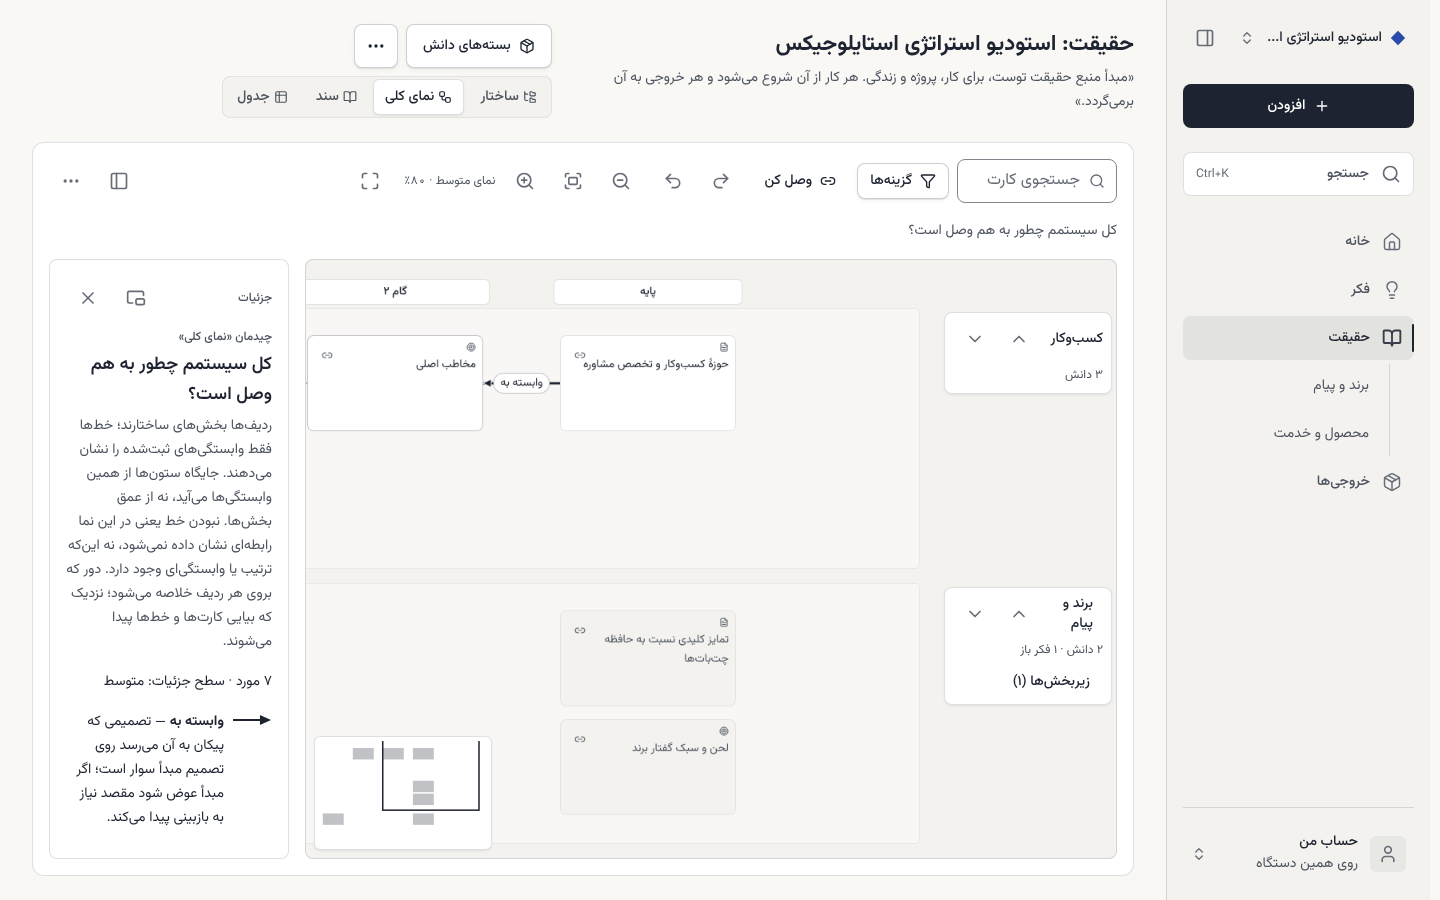 استودیو استراتژی ا...
افزودن
جستجو
Ctrl+K
خانه
فکر
حقیقت
برند و پیام
محصول و خدمت
خروجی‌ها
حساب من
روی همین دستگاه
حقیقت: استودیو استراتژی استایلوجیکس
«مبدأ منبع حقیقت توست، برای کار، پروژه و زندگی. هر کار از آن شروع می‌شود و هر خروجی به آن
برمی‌گردد.»
بسته‌های دانش
ساختار
نمای کلی
سند
جدول
جستجوی کارت
گزینه‌ها
وصل کن
نمای متوسط · ۸۰٪
کل سیستمم چطور به هم وصل است؟
پایه
گام ۲
کسب‌وکار
۳ دانش
حوزهٔ کسب‌وکار و تخصص مشاوره
وابسته به
مخاطب اصلی
برند و
پیام
۲ دانش · ۱ فکر باز
زیربخش‌ها (۱)
تمایز کلیدی نسبت به حافظه
چت‌بات‌ها
لحن و سبک گفتار برند
جزئیات
چیدمان «نمای کلی»
کل سیستمم چطور به هم
وصل است؟
ردیف‌ها بخش‌های ساختارند؛ خط‌ها
فقط وابستگی‌های ثبت‌شده را نشان
می‌دهند. جایگاه ستون‌ها از همین
وابستگی‌ها می‌آید، نه از عمق
بخش‌ها. نبودن خط یعنی در این نما
رابطه‌ای نشان داده نمی‌شود، نه این‌که
ترتیب یا وابستگی‌ای وجود دارد. دور که
بروی هر ردیف خلاصه می‌شود؛ نزدیک
که بیایی کارت‌ها و خط‌ها پیدا
می‌شوند.
۷ مورد · سطح جزئیات: متوسط
وابسته به — تصمیمی که
پیکان به آن می‌رسد روی
تصمیم مبدأ سوار است؛ اگر
مبدأ عوض شود مقصد نیاز
به بازبینی پیدا می‌کند.